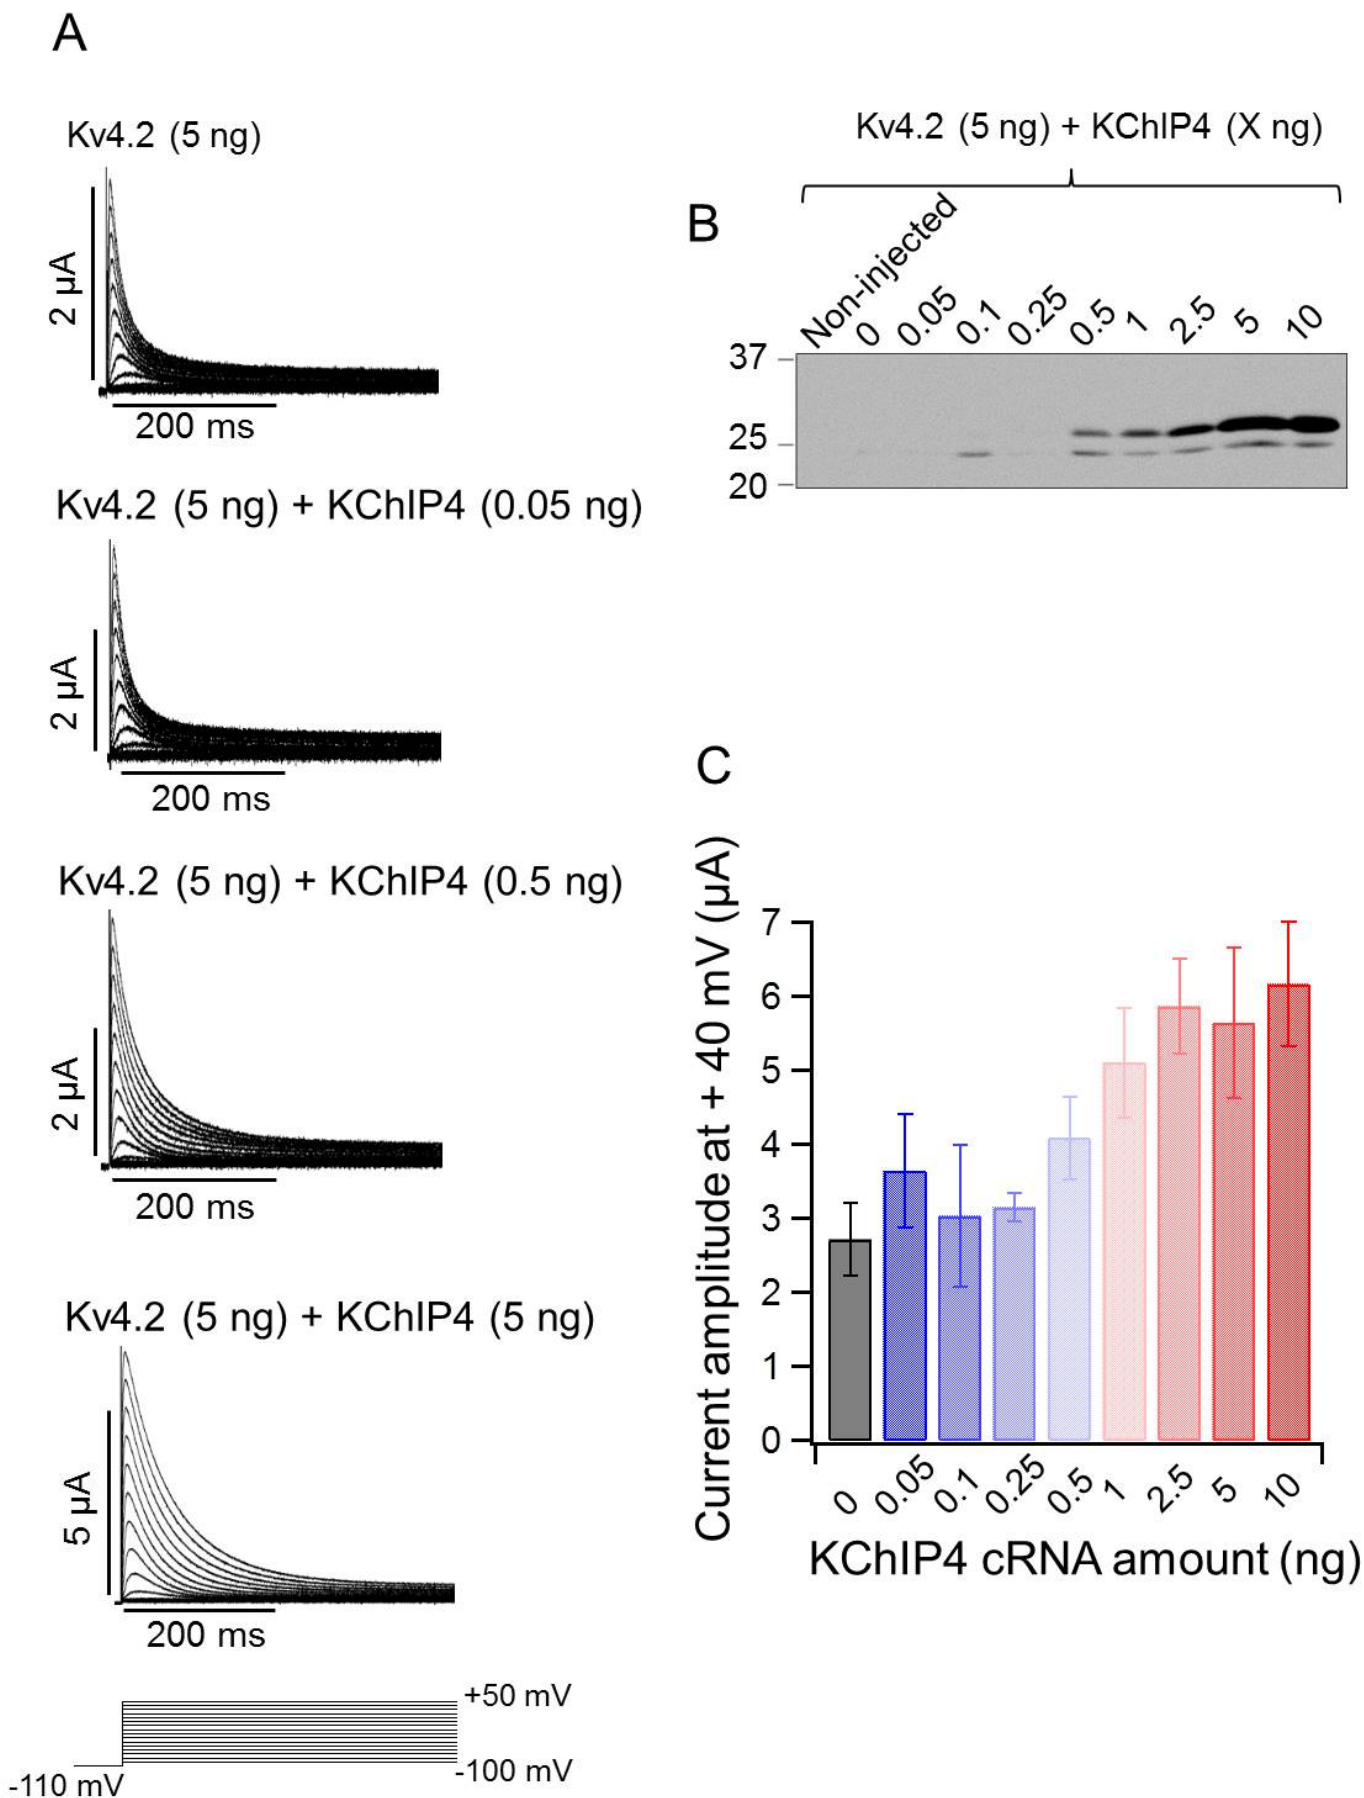 A
Kv4.2 (5 ng)
2 µA
200 ms
Kv4.2 (5 ng) + KChIP4 (0.05 ng)
2 µA
200 ms
Kv4.2 (5 ng) + KChIP4 (0.5 ng)
2 µA
200 ms
Kv4.2 (5 ng) + KChIP4 (5 ng)
5 µA
200 ms
+50 mV
-100 mV
-110 mV
Kv4.2 (5 ng) + KChIP4 (X ng)
B
Non-injected 0 0.05 0.1 0.25 0.5 1 2.5 5 10
37
25
20
C
Current amplitude at + 40 mV (µA)
7
6
5
4
3
2
1
0
0 0.05 0.1 0.25 0.5 1 2.5 5 10
KChIP4 cRNA amount (ng)